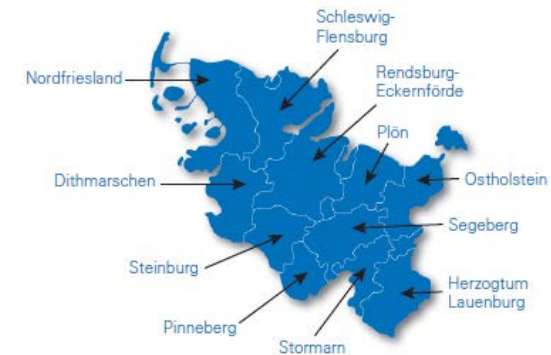 Schleswig-
Flensburg
Nordfriesland
Rendsburg-
Eckernförde
Plön
Dithmarschen
Ostholstein
Segeberg
Steinburg
Herzogtum
Lauenburg
Pinneberg
Stormarn